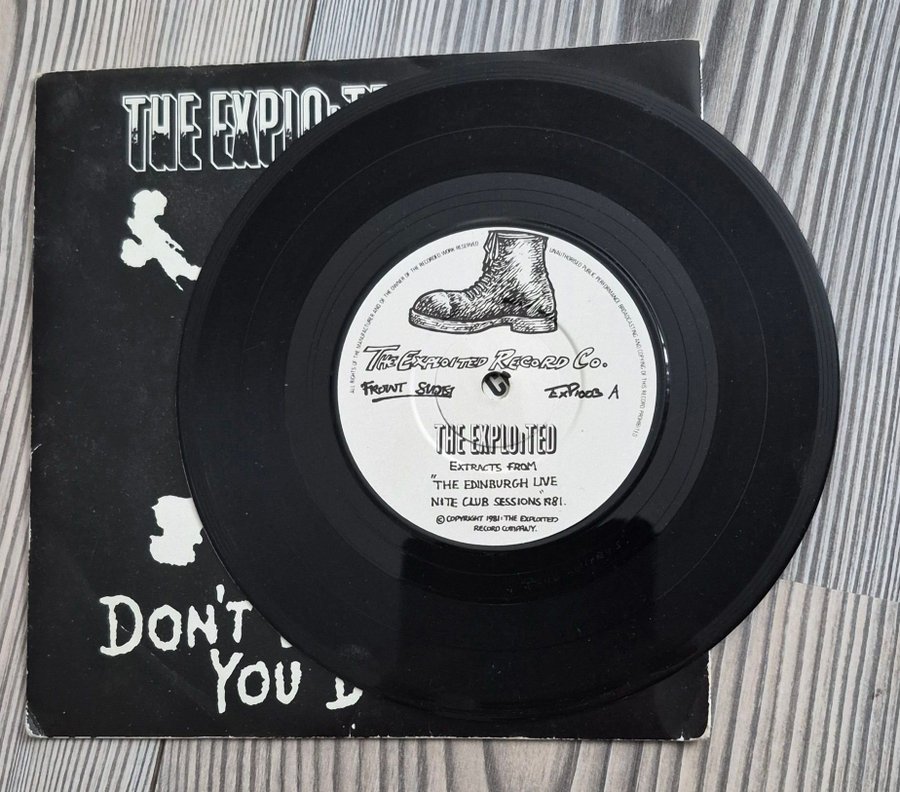 THE EXPLOITE
DON'T
YOU D
ALL RIGHTS OF THE MANUFACTURER AND OF THE OWNER OF THE RECORDED WORK RESERVED
UNAUTHORISED PUBLIC PERFORMANCE BROADCASTING AND COPYING OF THIS RECORD PROHIBITED
THE EXPLOITED RECORD CO.
FRONT SIDE
EXP1003 A
THE EXPLOITED
EXTRACTS FROM
"THE EDINBURGH LIVE
NITE CLUB SESSIONS" 1981.
© COPYRIGHT 1981: THE EXPLOITED
RECORD COMPANY.